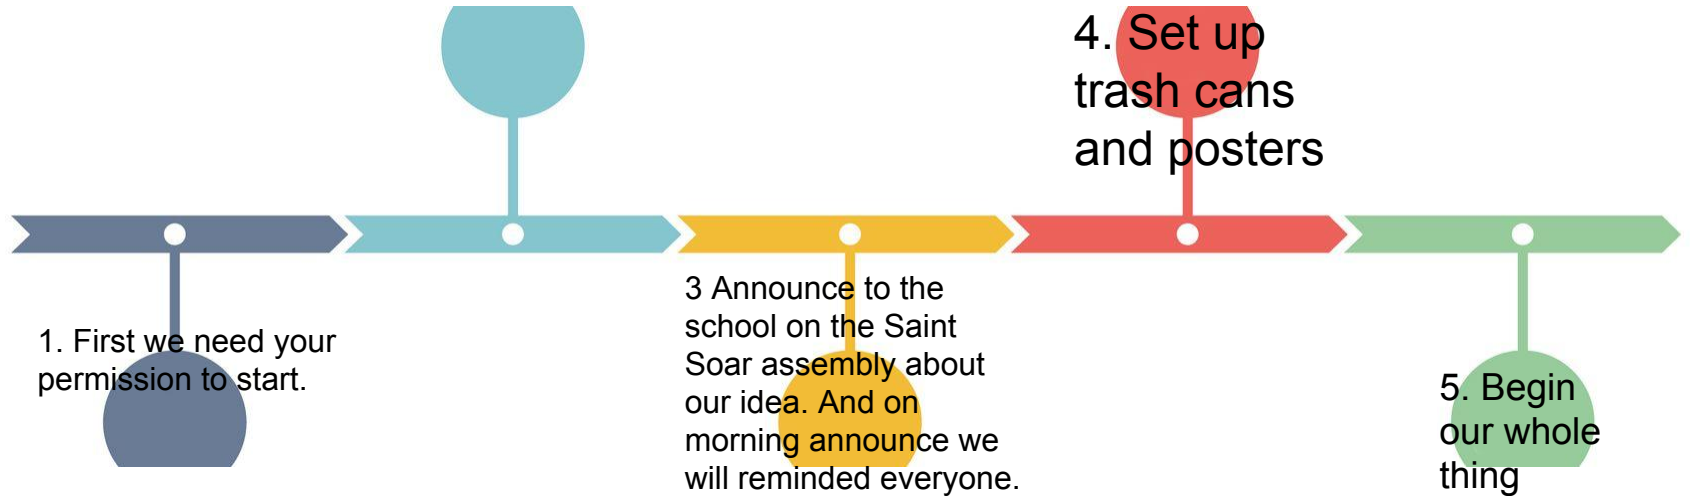 1. First we need your
permission to start.
3 Announce to the
school on the Saint
Soar assembly about
our idea. And on
morning announce we
will reminded everyone.
4. Set up
trash cans
and posters
5. Begin
our whole
thing